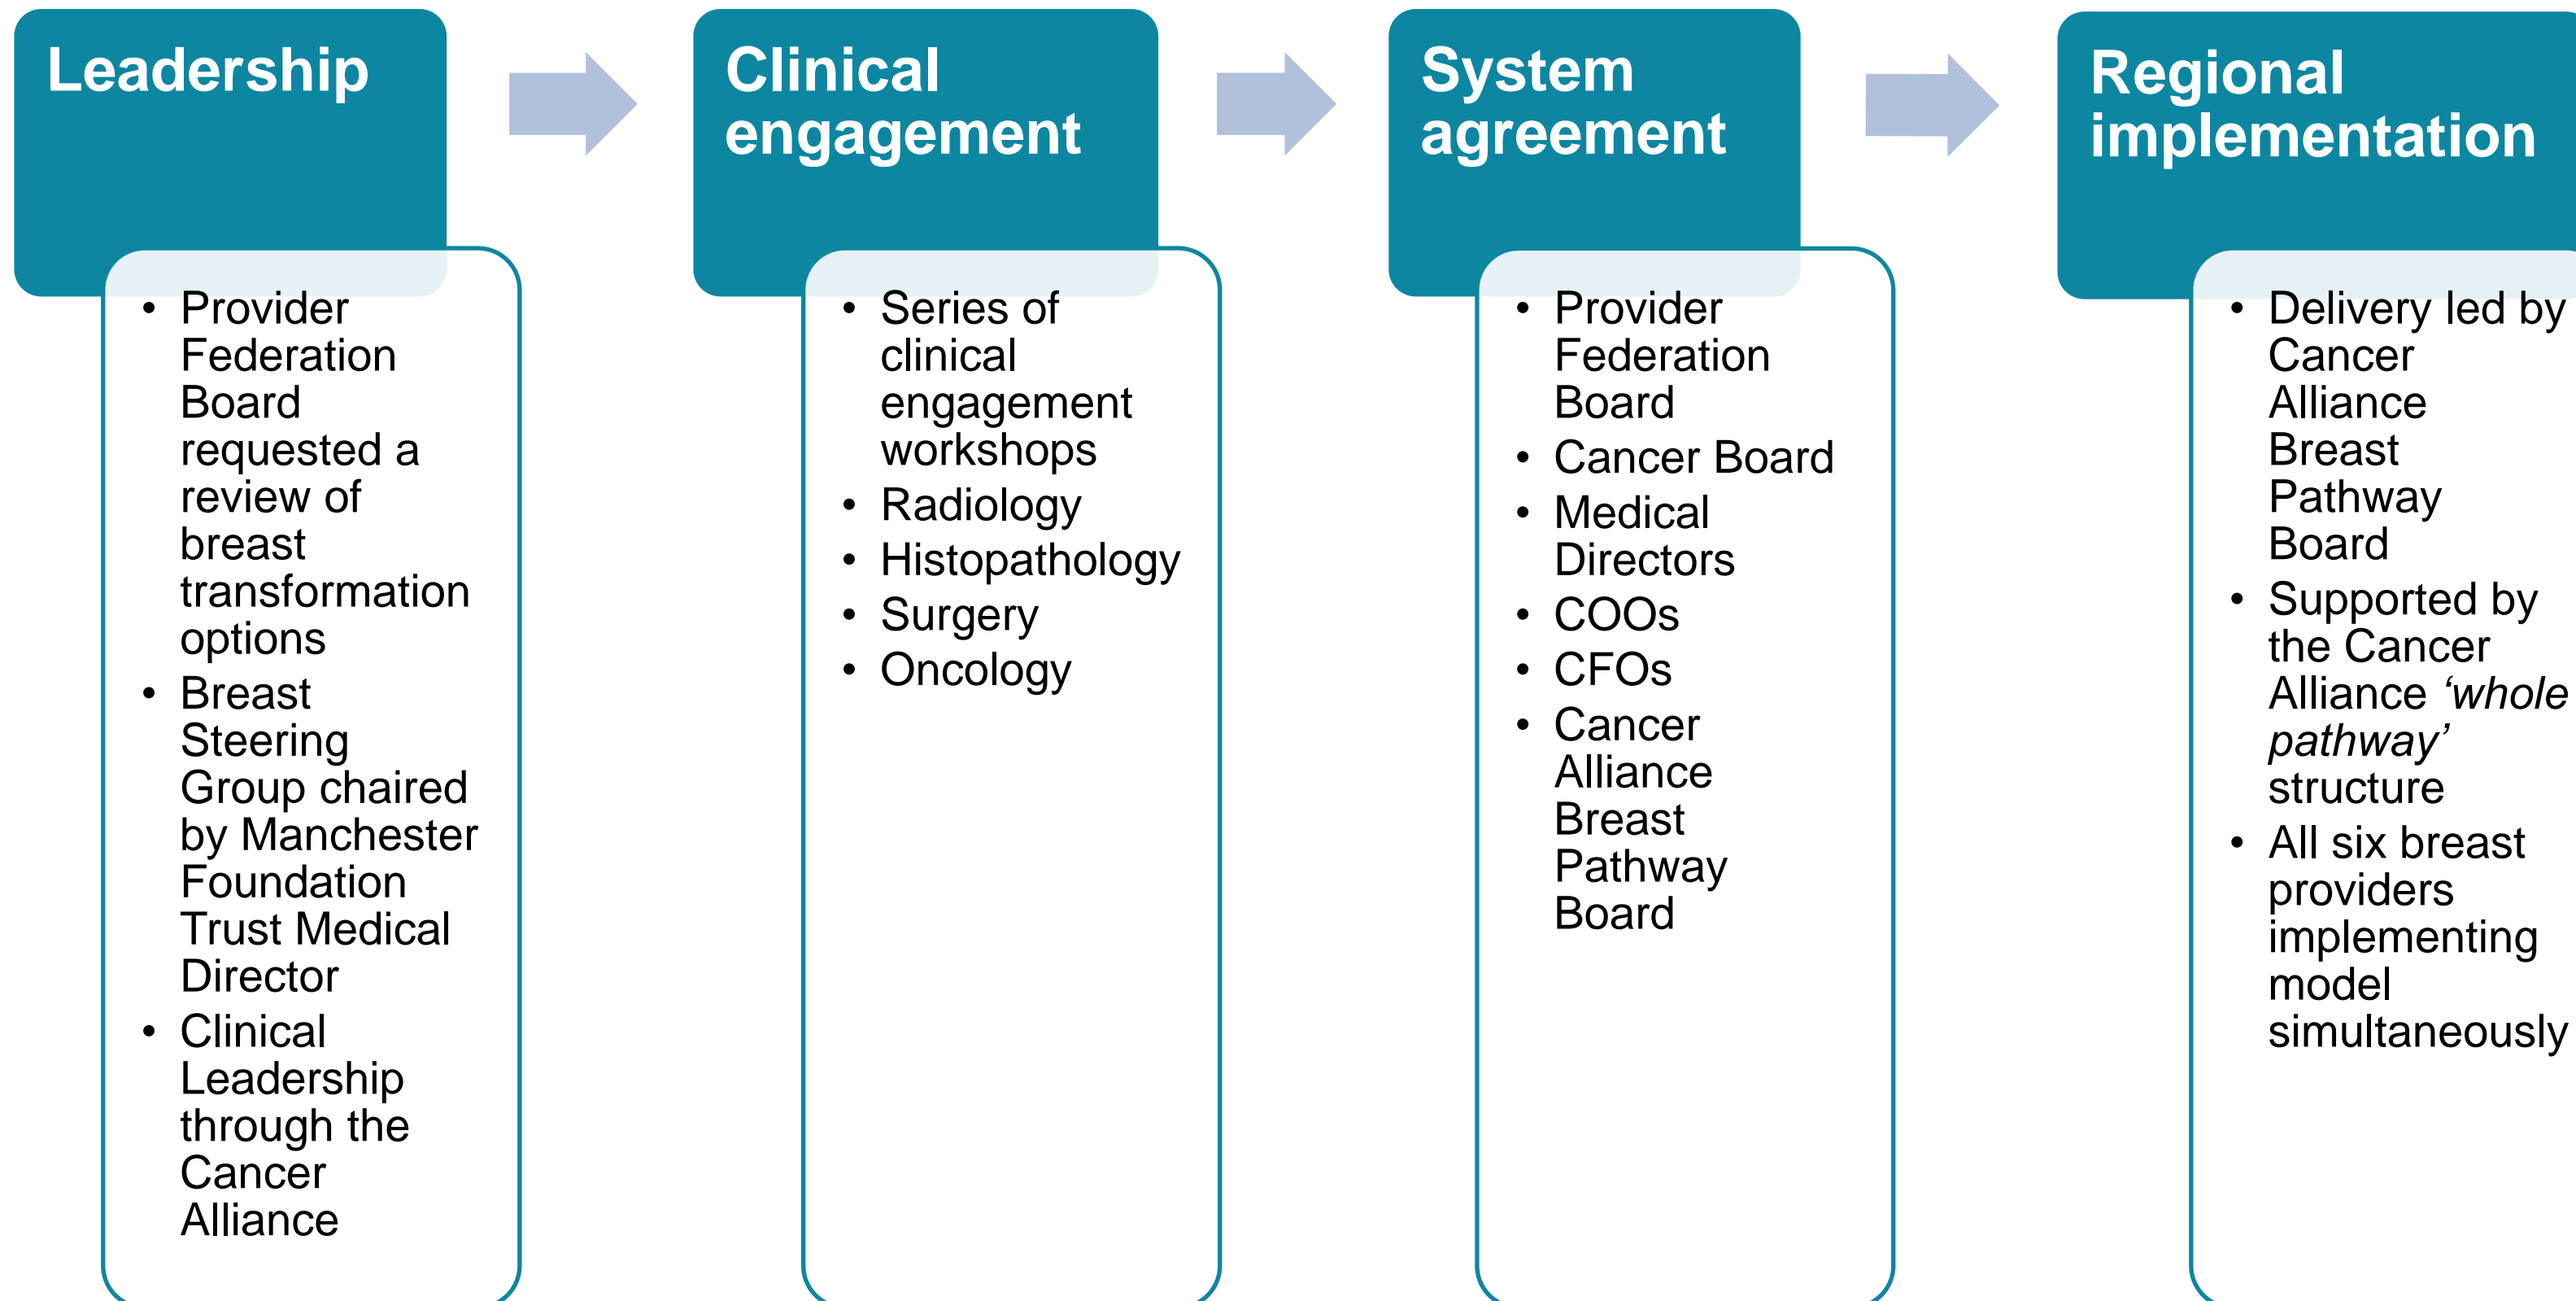 Leadership
• Provider
Federation
Board
requested a
review of
breast
transformation
options
• Breast
Steering
Group chaired
by Manchester
Foundation
Trust Medical
Director
• Clinical
Leadership
through the
Cancer
Alliance
Clinical
engagement
• Series of
clinical
engagement
workshops
• Radiology
• Histopathology
• Surgery
• Oncology
System
agreement
• Provider
Federation
Board
• Cancer Board
• Medical
Directors
• COOs
• CFOs
• Cancer
Alliance
Breast
Pathway
Board
Regional
implementation
• Delivery led by
Cancer
Alliance
Breast
Pathway
Board
• Supported by
the Cancer
Alliance ‘whole
pathway’
structure
• All six breast
providers
implementing
model
simultaneously